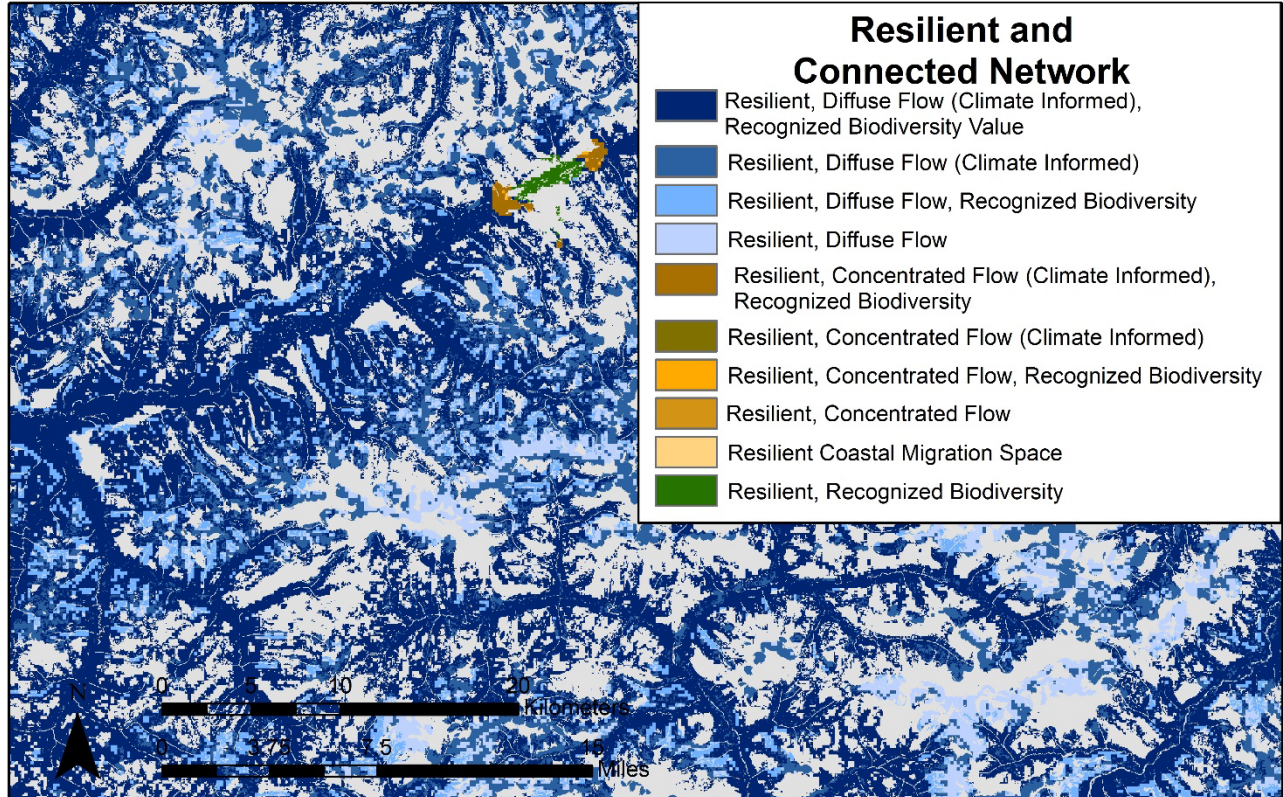 Resilient and
Connected Network
Resilient, Diffuse Flow (Climate Informed),
Recognized Biodiversity Value
Resilient, Diffuse Flow (Climate Informed)
Resilient, Diffuse Flow, Recognized Biodiversity
Resilient, Diffuse Flow
Resilient, Concentrated Flow (Climate Informed),
Recognized Biodiversity
Resilient, Concentrated Flow (Climate Informed)
Resilient, Concentrated Flow, Recognized Biodiversity
Resilient, Concentrated Flow
Resilient Coastal Migration Space
Resilient, Recognized Biodiversity
N
0 5 10 20
Kilometers
0 3.75 7.5 15
Miles